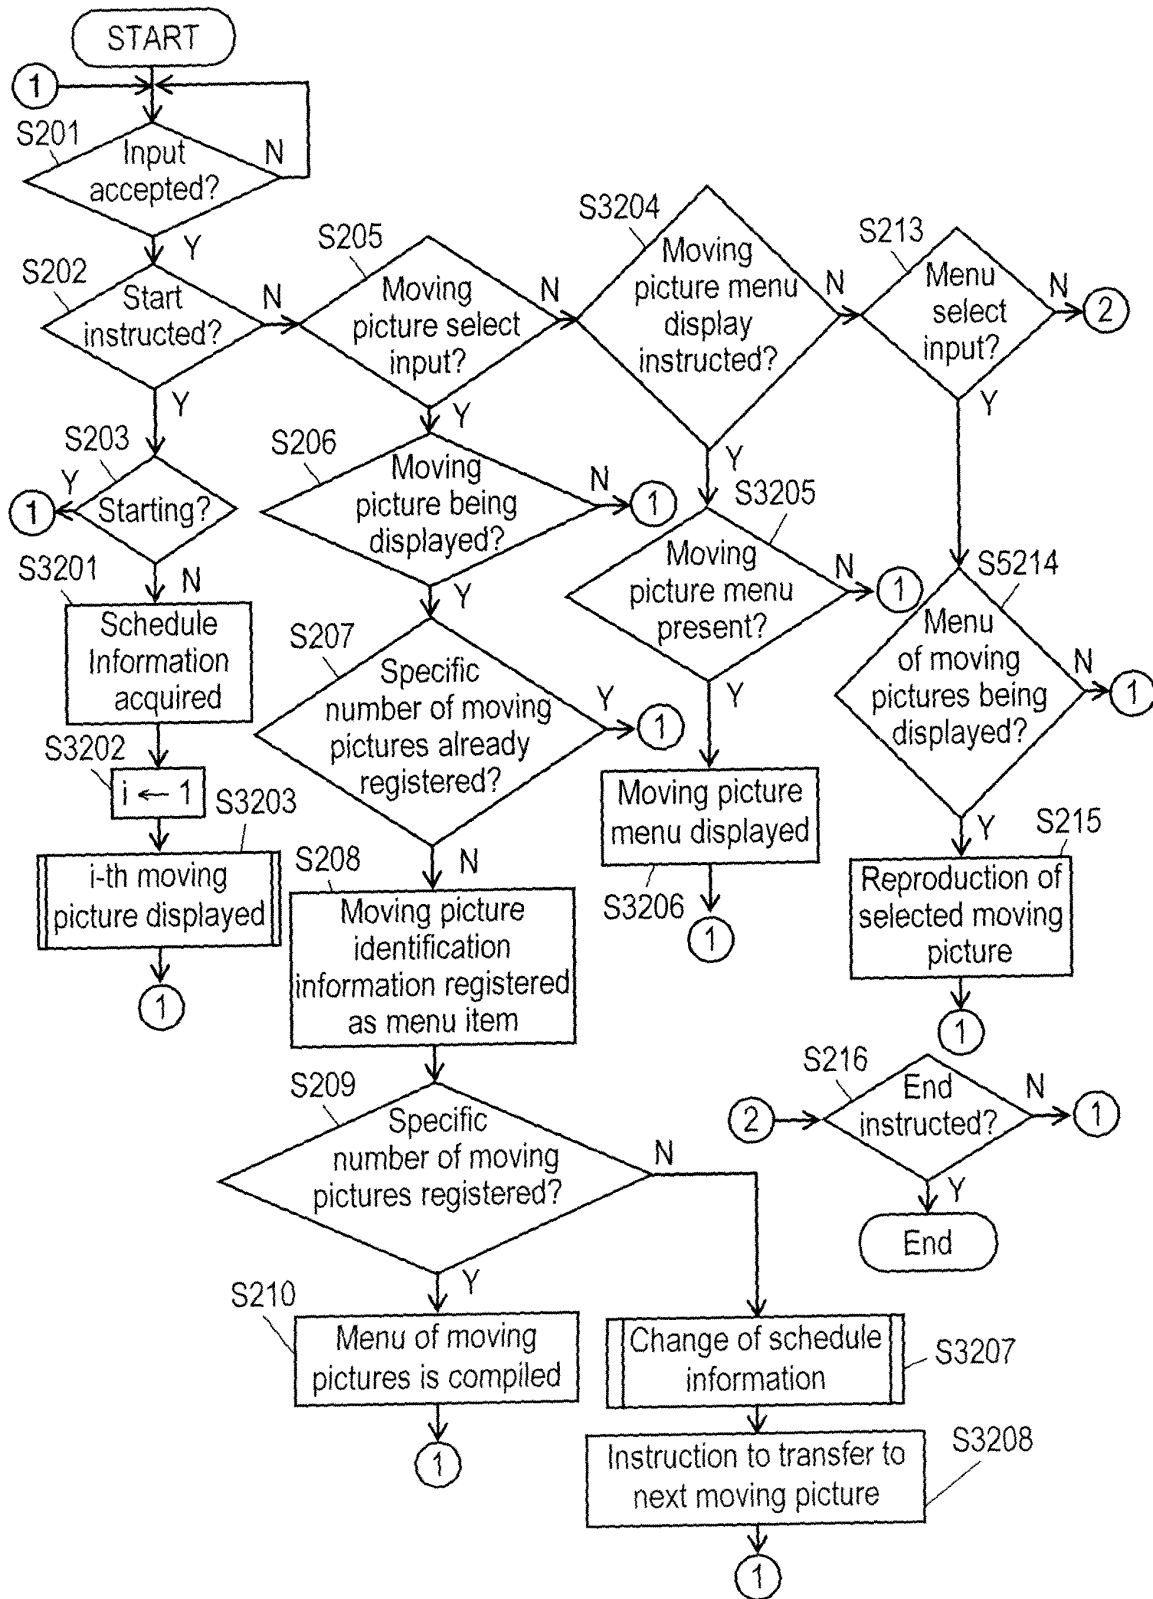 START
1
S201
Input
accepted?
N
Y
S202
Start
instructed?
N
Y
S203
Starting?
Y
1
N
S3201
Schedule
Information
acquired
S3202
i ← 1
S3203
i-th moving
picture displayed
1
S205
Moving
picture select
input?
N
Y
S206
Moving
picture being
displayed?
N
1
Y
S207
Specific
number of moving
pictures already
registered?
Y
1
N
S208
Moving picture
identification
information registered
as menu item
S209
Specific
number of moving
pictures registered?
N
Y
S210
Menu of moving
pictures is compiled
1
Change of schedule
information
S3207
Instruction to transfer to
next moving picture
S3208
1
S3204
Moving
picture menu
display
instructed?
N
Y
S3205
Moving
picture menu
present?
N
1
Y
Moving picture
menu displayed
S3206
1
S213
Menu
select
input?
N
2
Y
S5214
Menu
of moving
pictures being
displayed?
N
1
Y
S215
Reproduction of
selected moving
picture
1
S216
2
End
instructed?
N
1
Y
End